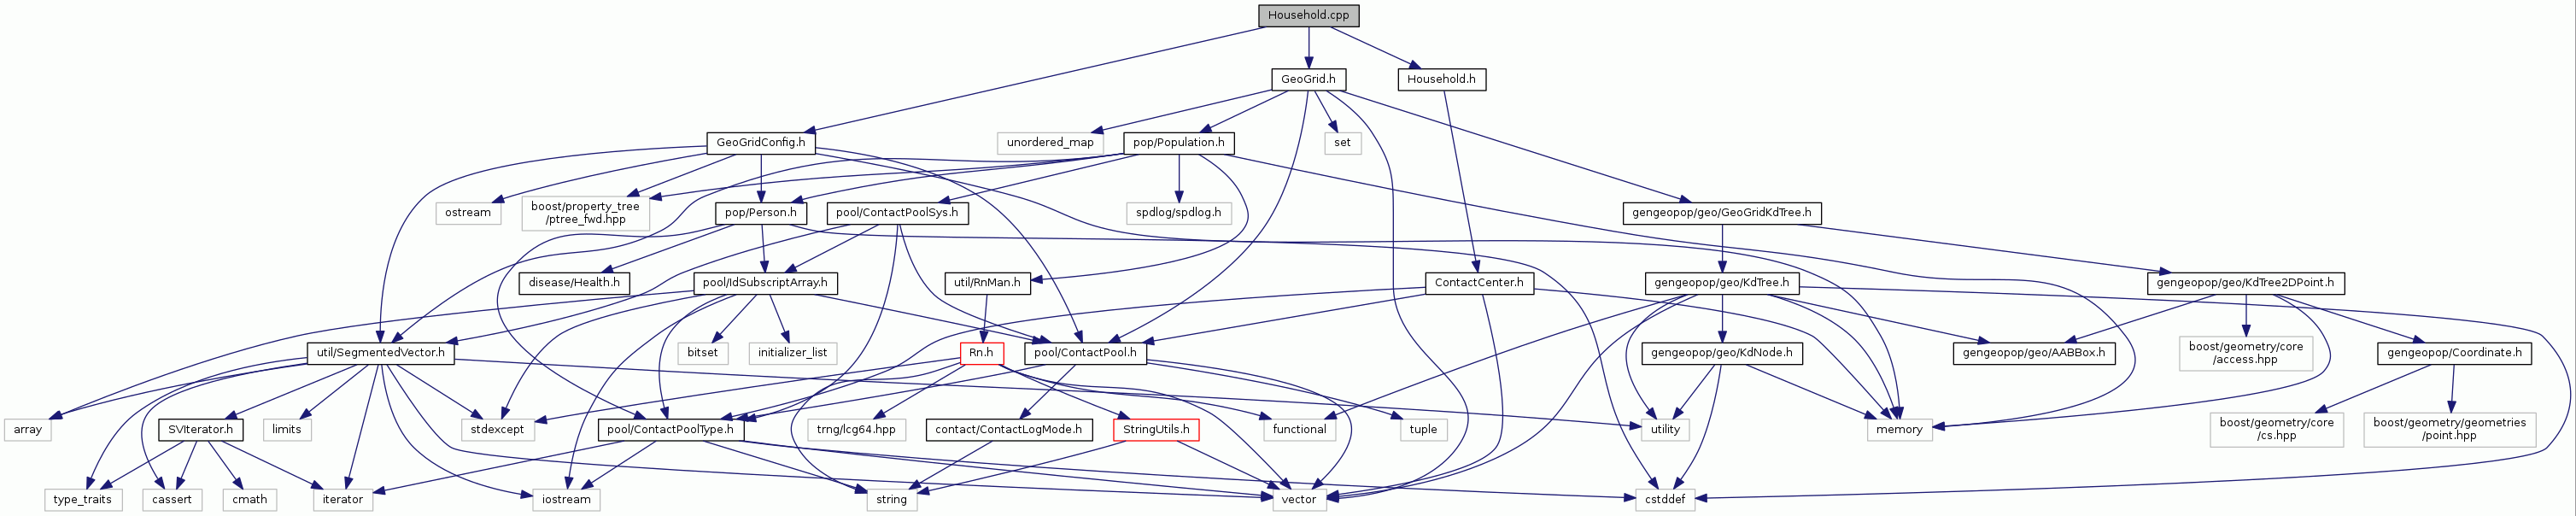 Household.cpp
GeoGrid.h
Household.h
GeoGridConfig.h
unordered_map
pop/Population.h
set
ostream
boost/property_tree
/ptree_fwd.hpp
pop/Person.h
pool/ContactPoolSys.h
spdlog/spdlog.h
gengeopop/geo/GeoGridKdTree.h
disease/Health.h
pool/IdSubscriptArray.h
util/RnMan.h
ContactCenter.h
gengeopop/geo/KdTree.h
gengeopop/geo/KdTree2DPoint.h
util/SegmentedVector.h
bitset
initializer_list
Rn.h
pool/ContactPool.h
gengeopop/geo/KdNode.h
gengeopop/geo/AABBox.h
boost/geometry/core
/access.hpp
gengeopop/Coordinate.h
array
SVIterator.h
limits
stdexcept
pool/ContactPoolType.h
trng/lcg64.hpp
contact/ContactLogMode.h
StringUtils.h
functional
tuple
utility
memory
boost/geometry/core
/cs.hpp
boost/geometry/geometries
/point.hpp
type_traits
cassert
cmath
iterator
iostream
string
vector
cstddef